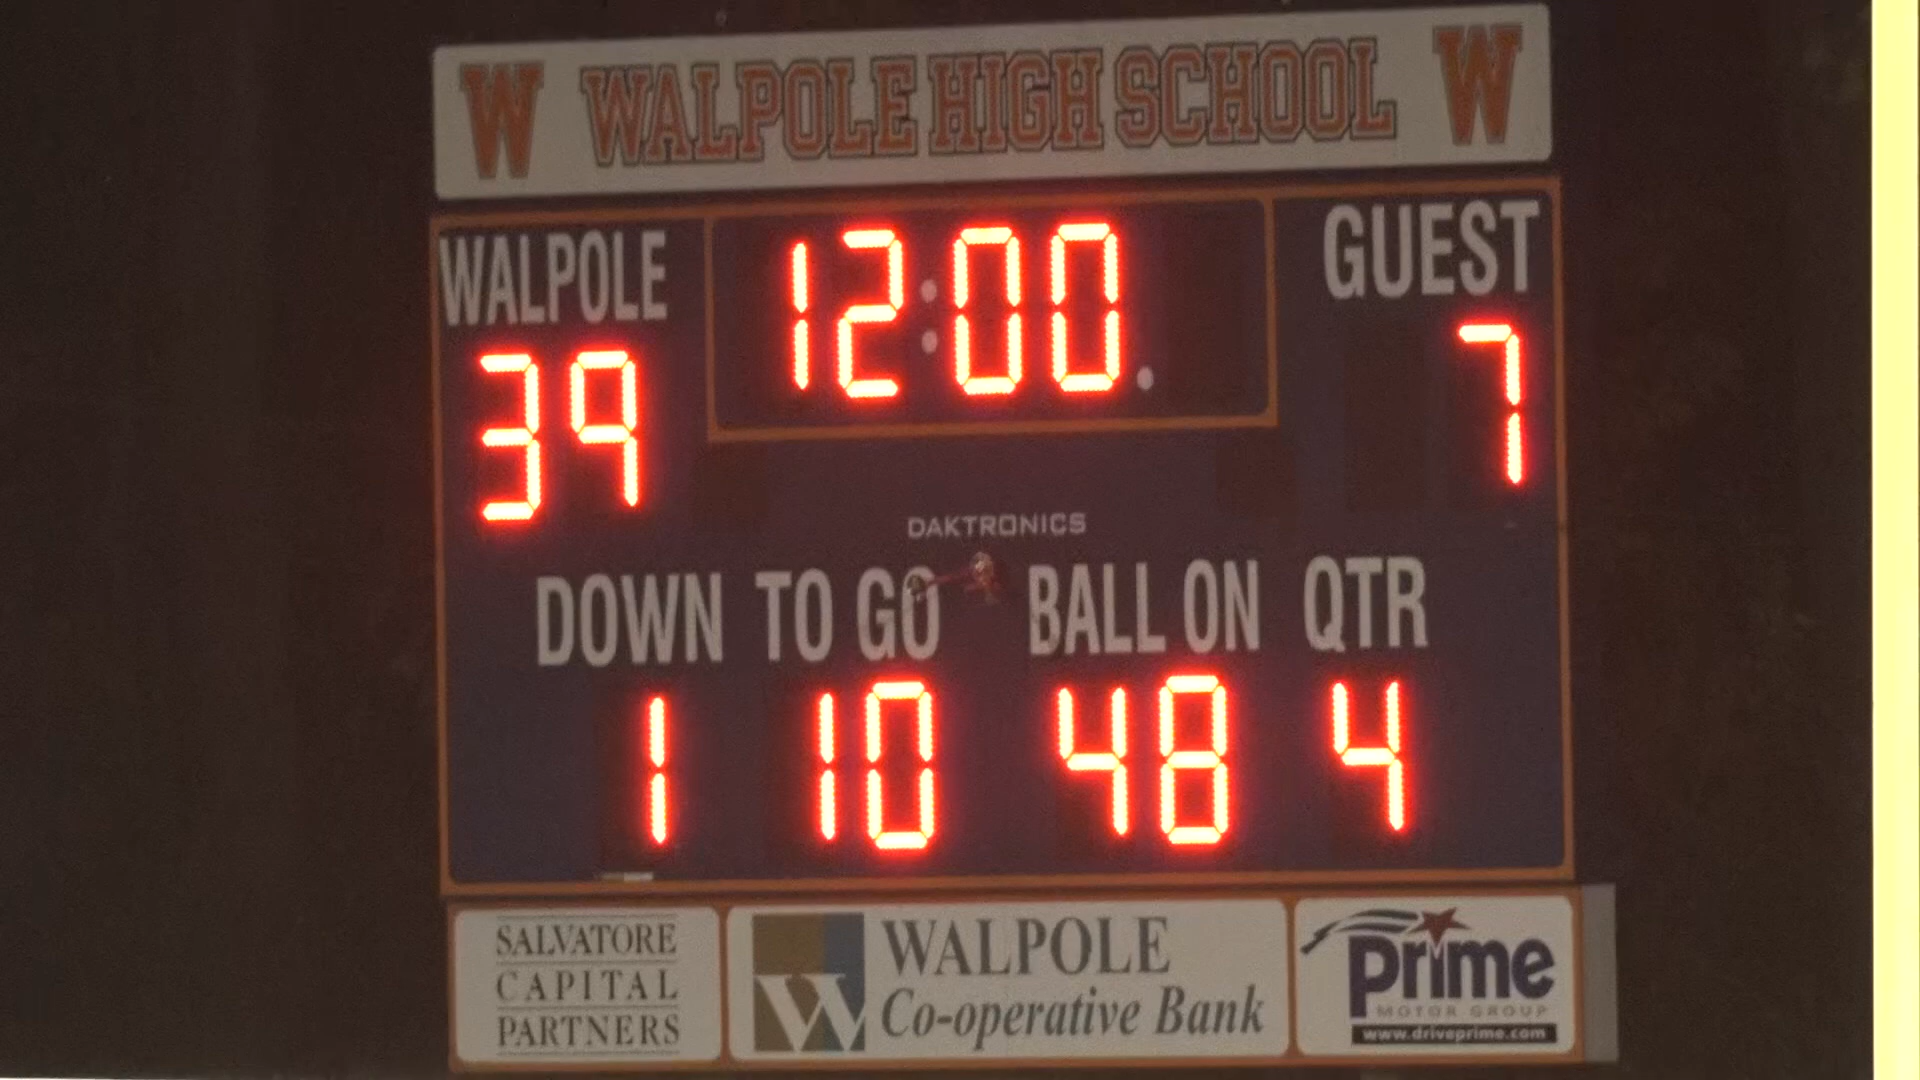 W WALPOLE HIGH SCHOOL W
WALPOLE 12:00. GUEST
39 7
DAKTRONICS
DOWN TO GO BALL ON QTR
1 10 48 4
SALVATORE
CAPITAL
PARTNERS
W WALPOLE
Co-operative Bank
prime
MOTOR GROUP
www.driveprime.com